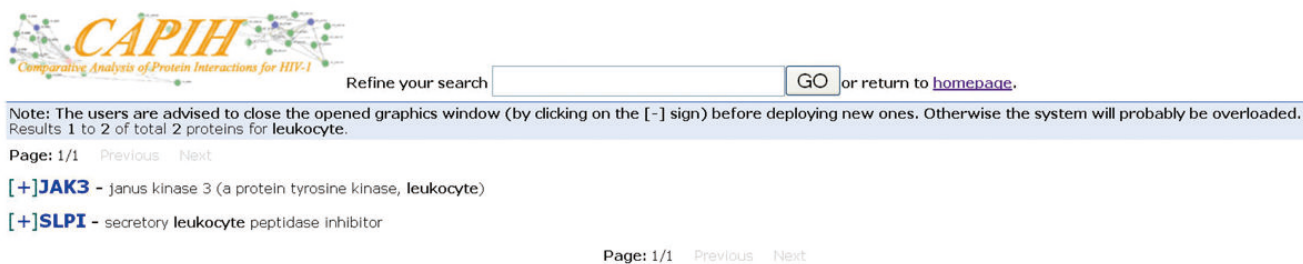 CAPIH
Comparative Analysis of Protein Interactions for HIV-1
Refine your search GO or return to homepage.
Note: The users are advised to close the opened graphics window (by clicking on the [-] sign) before deploying new ones. Otherwise the system will probably be overloaded.
Results 1 to 2 of total 2 proteins for leukocyte.
Page: 1/1 Previous Next
[+]JAK3 - janus kinase 3 (a protein tyrosine kinase, leukocyte)
[+]SLPI - secretory leukocyte peptidase inhibitor
Page: 1/1 Previous Next